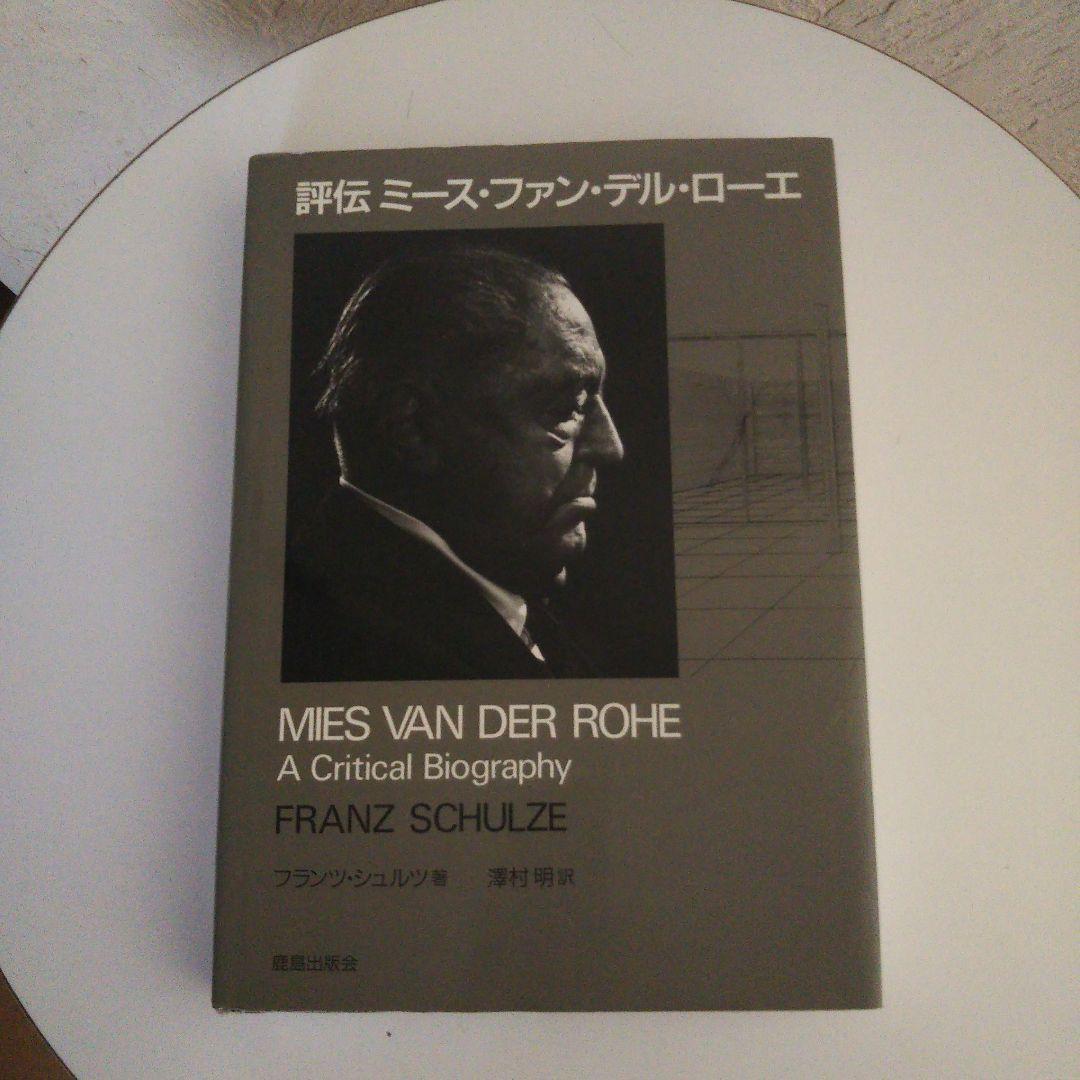 評伝 ミース・ファン・デル・ローエ
MIES VAN DER ROHE
A Critical Biography
FRANZ SCHULZE
フランツ・シュルツ著 澤村明訳
鹿島出版会